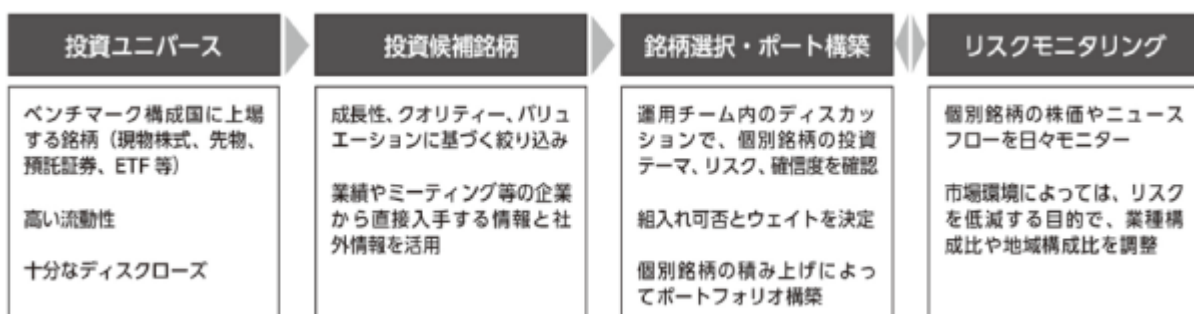 投資ユニバース
ベンチマーク構成国に上場
する銘柄（現物株式、先物、
預託証券、ETF 等）
高い流動性
十分なディスクローズ
投資候補銘柄
成長性、クオリティー、バリュ
エーションに基づく絞り込み
業績やミーティング等の企業
から直接入手する情報と社
外情報を活用
銘柄選択・ポート構築
運用チーム内のディスカッ
ションで、個別銘柄の投資
テーマ、リスク、確信度を確認
組入れ可否とウェイトを決定
個別銘柄の積み上げによっ
てポートフォリオ構築
リスクモニタリング
個別銘柄の株価やニュース
フローを日々モニター
市場環境によっては、リスク
を低減する目的で、業種構
成比や地域構成比を調整